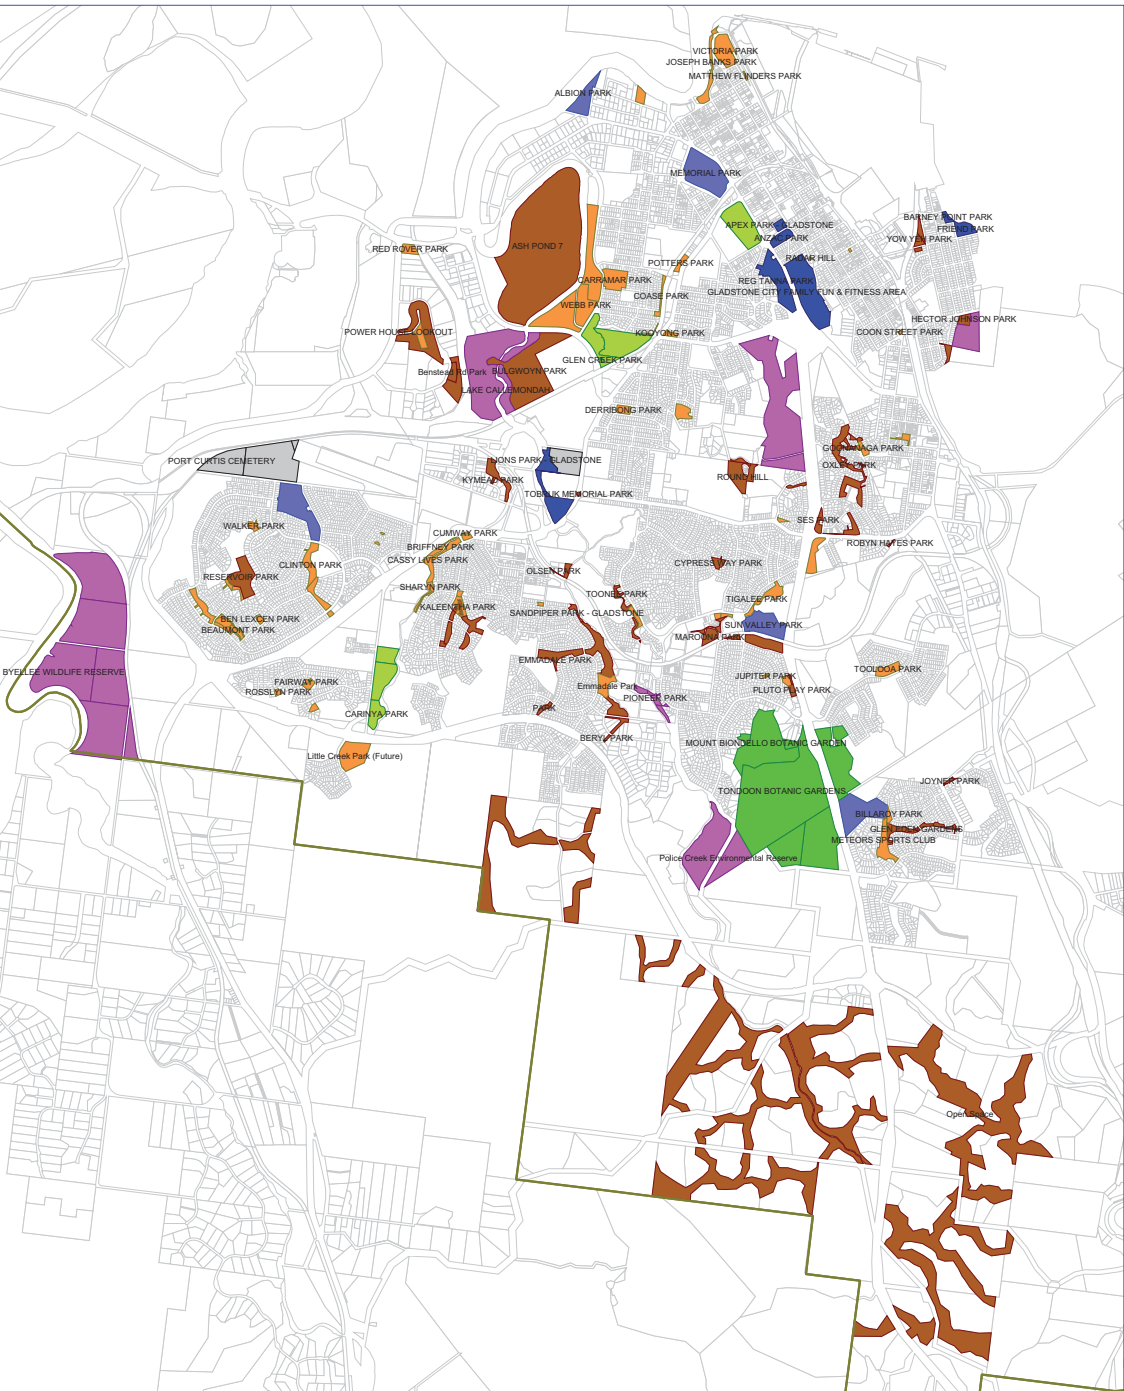 VICTORIA PARK
JOSEPH BANKS PARK
MATTHEW FLINDERS PARK
ALBION PARK
MEMORIAL PARK
BARNEY POINT PARK
APEX PARK - GLADSTONE
FRIEND PARK
ANZAC PARK
YOW YEH PARK
ASH POND 7
RED ROVER PARK
RADAR HILL
POTTERS PARK
CARRAMAR PARK
REG TANNA PARK
COASE PARK
GLADSTONE CITY FAMILY FUN & FITNESS AREA
WEBB PARK
HECTOR JOHNSON PARK
POWER HOUSE LOOKOUT
KOOYONG PARK
COON STREET PARK
GLEN CREEK PARK
Benstead Rd Park
BULGWOYN PARK
LAKE CALLEMONDAH
DERRIBONG PARK
GOONANAGA PARK
PORT CURTIS CEMETERY
LIONS PARK - GLADSTONE
OXLEY PARK
KYMEAD PARK
ROUND HILL
TOBRUK MEMORIAL PARK
SES PARK
WALKER PARK
CUMWAY PARK
ROBYN HAYES PARK
BRIFFNEY PARK
CASSY LIVES PARK
CLINTON PARK
CYPRESS WAY PARK
OLSEN PARK
RESERVOIR PARK
SHARYN PARK
TOONEE PARK
TIGALEE PARK
KALEENTHA PARK
SANDPIPER PARK - GLADSTONE
BEN LEXCEN PARK
SUN VALLEY PARK
BEAUMONT PARK
MAROONA PARK
EMMADALE PARK
BYELLEE WILDLIFE RESERVE
TOOLOOA PARK
JUPITER PARK
FAIRWAY PARK
Emmadale Park
ROSSLYN PARK
PLUTO PLAY PARK
PIONEER PARK
PARK
CARINYA PARK
BERYL PARK
MOUNT BIONDELLO BOTANIC GARDEN
Little Creek Park (Future)
JOYNER PARK
TONDOON BOTANIC GARDENS
BILLAROY PARK
GLEN EDEN GARDENS
METEORS SPORTS CLUB
Police Creek Environmental Reserve
Open Space